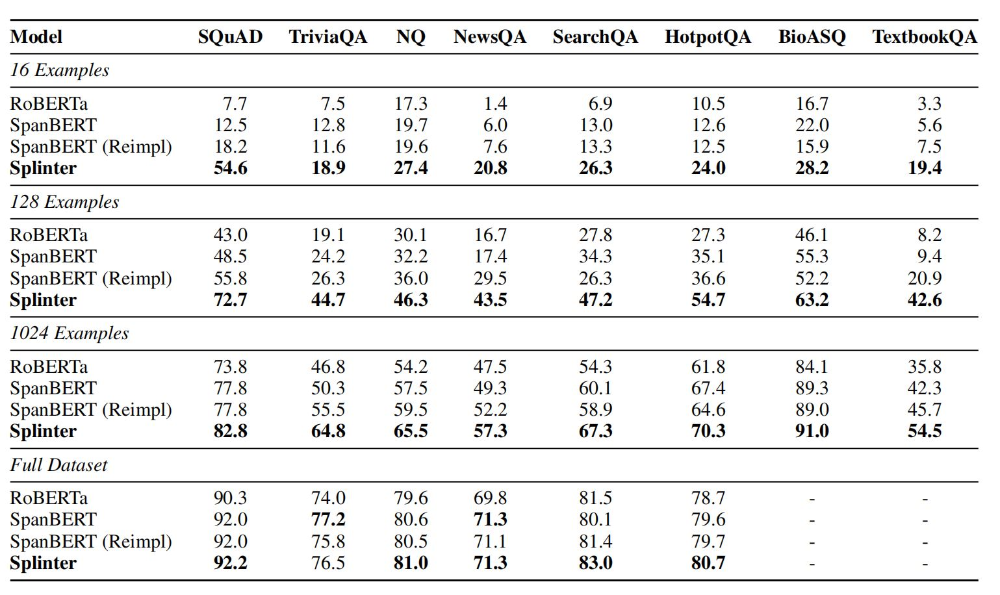 Model SQuAD TriviaQA NQ NewsQA SearchQA HotpotQA BioASQ TextbookQA
16 Examples
RoBERTa 7.7 7.5 17.3 1.4 6.9 10.5 16.7 3.3
SpanBERT 12.5 12.8 19.7 6.0 13.0 12.6 22.0 5.6
SpanBERT (Reimpl) 18.2 11.6 19.6 7.6 13.3 12.5 15.9 7.5
Splinter 54.6 18.9 27.4 20.8 26.3 24.0 28.2 19.4
128 Examples
RoBERTa 43.0 19.1 30.1 16.7 27.8 27.3 46.1 8.2
SpanBERT 48.5 24.2 32.2 17.4 34.3 35.1 55.3 9.4
SpanBERT (Reimpl) 55.8 26.3 36.0 29.5 26.3 36.6 52.2 20.9
Splinter 72.7 44.7 46.3 43.5 47.2 54.7 63.2 42.6
1024 Examples
RoBERTa 73.8 46.8 54.2 47.5 54.3 61.8 84.1 35.8
SpanBERT 77.8 50.3 57.5 49.3 60.1 67.4 89.3 42.3
SpanBERT (Reimpl) 77.8 55.5 59.5 52.2 58.9 64.6 89.0 45.7
Splinter 82.8 64.8 65.5 57.3 67.3 70.3 91.0 54.5
Full Dataset
RoBERTa 90.3 74.0 79.6 69.8 81.5 78.7 - -
SpanBERT 92.0 77.2 80.6 71.3 80.1 79.6 - -
SpanBERT (Reimpl) 92.0 75.8 80.5 71.1 81.4 79.7 - -
Splinter 92.2 76.5 81.0 71.3 83.0 80.7 - -